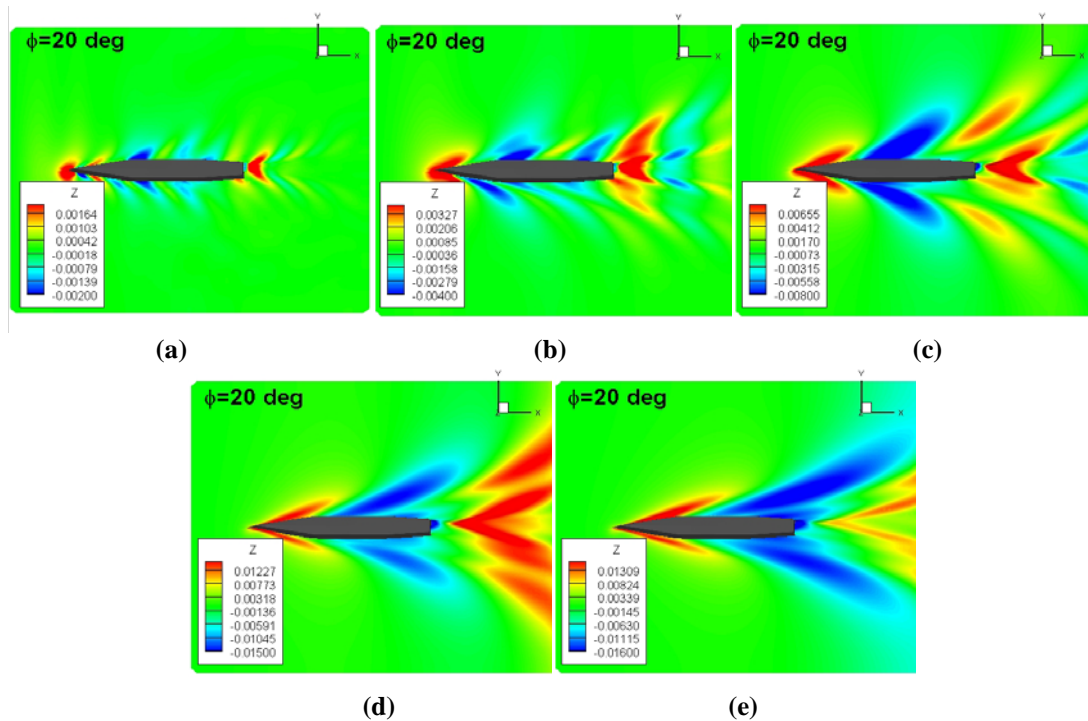 ϕ=20 deg
Y
X
Z
Z
0.00164
0.00103
0.00042
-0.00018
-0.00079
-0.00139
-0.00200
(a)
ϕ=20 deg
Y
X
Z
Z
0.00327
0.00206
0.00085
-0.00036
-0.00158
-0.00279
-0.00400
(b)
ϕ=20 deg
Y
X
Z
Z
0.00655
0.00412
0.00170
-0.00073
-0.00315
-0.00558
-0.00800
(c)
ϕ=20 deg
Y
X
Z
Z
0.01227
0.00773
0.00318
-0.00136
-0.00591
-0.01045
-0.01500
(d)
ϕ=20 deg
Y
X
Z
Z
0.01309
0.00824
0.00339
-0.00145
-0.00630
-0.01115
-0.01600
(e)